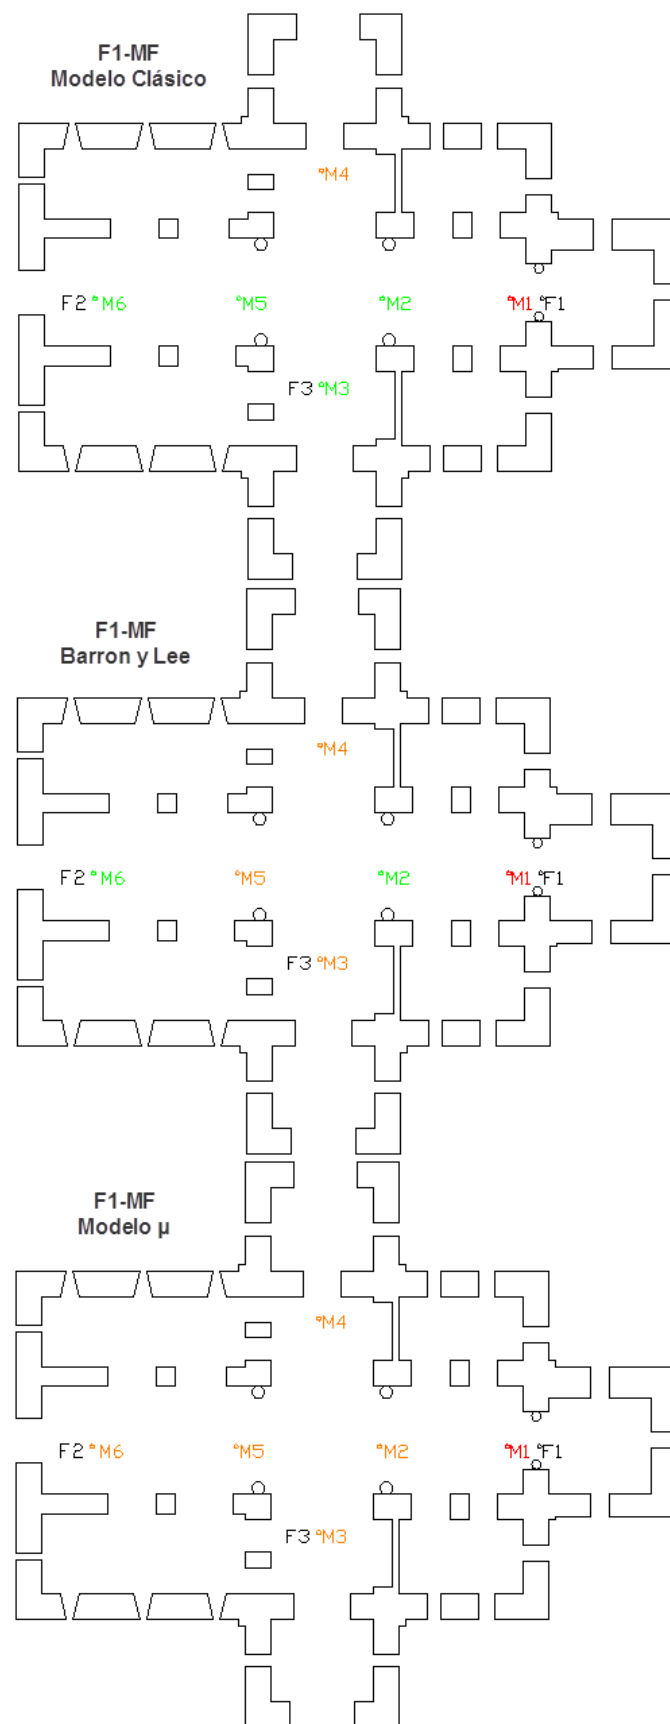 F1-MF
Modelo Clásico
M4
F2 M6 M5 M2 M1 F1
F3 M3
F1-MF
Barron y Lee
M4
F2 M6 M5 M2 M1 F1
F3 M3
F1-MF
Modelo µ
M4
F2 M6 M5 M2 M1 F1
F3 M3